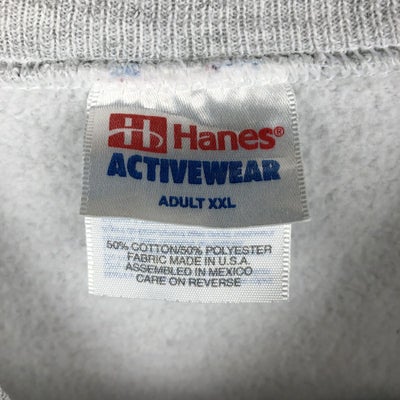 Hanes®
ACTIVEWEAR
ADULT XXL
50% COTTON/50% POLYESTER
FABRIC MADE IN U.S.A.
ASSEMBLED IN MEXICO
CARE ON REVERSE